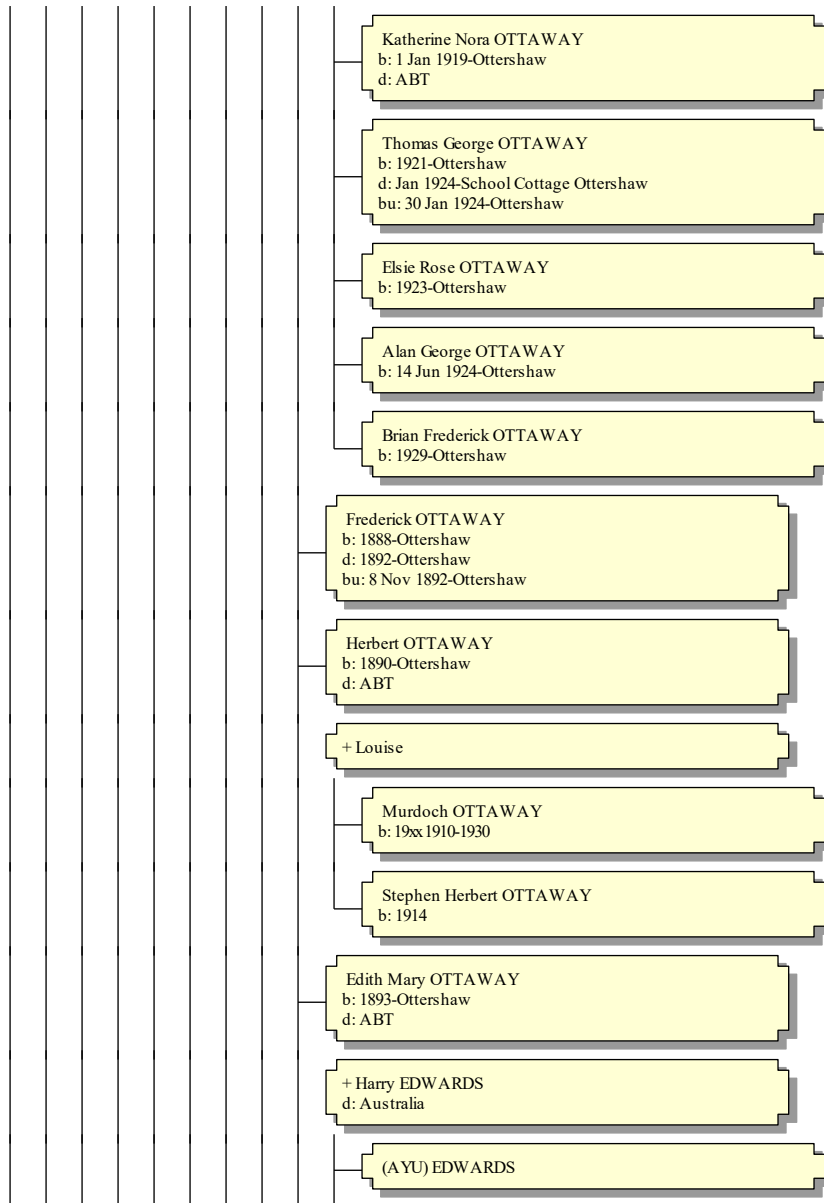 Katherine Nora OTTAWAY
b: 1 Jan 1919-Ottershaw
d: ABT
Thomas George OTTAWAY
b: 1921-Ottershaw
d: Jan 1924-School Cottage Ottershaw
bu: 30 Jan 1924-Ottershaw
Elsie Rose OTTAWAY
b: 1923-Ottershaw
Alan George OTTAWAY
b: 14 Jun 1924-Ottershaw
Brian Frederick OTTAWAY
b: 1929-Ottershaw
Frederick OTTAWAY
b: 1888-Ottershaw
d: 1892-Ottershaw
bu: 8 Nov 1892-Ottershaw
Herbert OTTAWAY
b: 1890-Ottershaw
d: ABT
+ Louise
Murdoch OTTAWAY
b: 19xx 1910-1930
Stephen Herbert OTTAWAY
b: 1914
Edith Mary OTTAWAY
b: 1893-Ottershaw
d: ABT
+ Harry EDWARDS
d: Australia
(AYU) EDWARDS